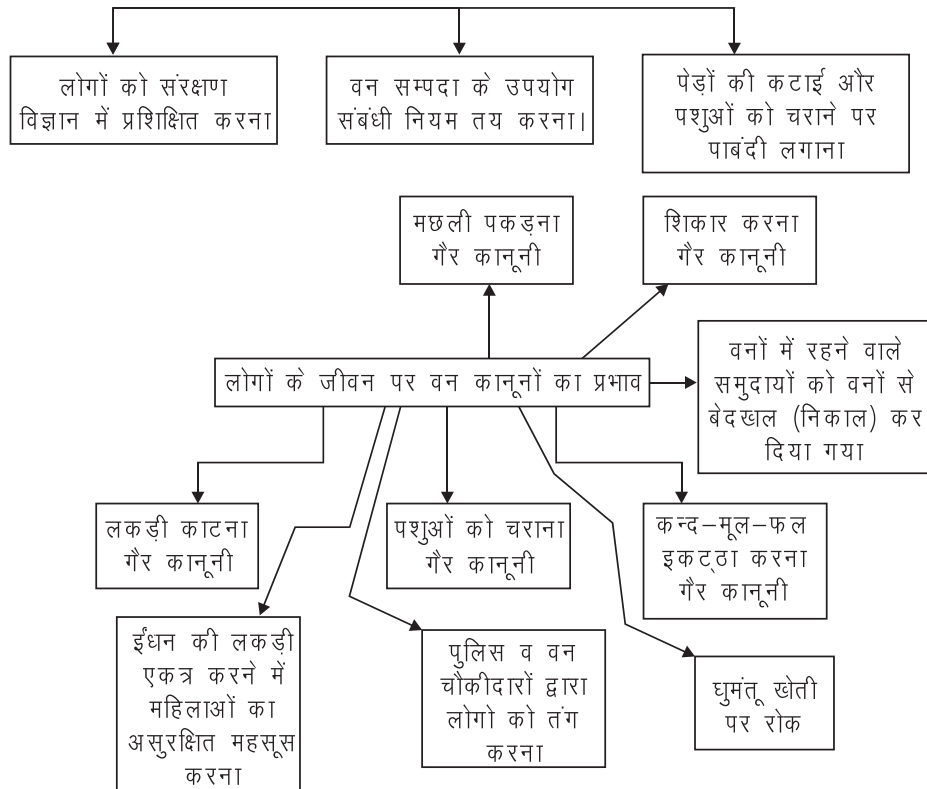 लोगों को संरक्षण
विज्ञान में प्रशिक्षित करना
वन सम्पदा के उपयोग
संबंधी नियम तय करना।
पेड़ों की कटाई और
पशुओं को चराने पर
पाबंदी लगाना
मछली पकड़ना
गैर कानूनी
शिकार करना
गैर कानूनी
लोगों के जीवन पर वन कानूनों का प्रभाव
वनों में रहने वाले
समुदायों को वनों से
बेदखल (निकाल) कर
दिया गया
लकड़ी काटना
गैर कानूनी
पशुओं को चराना
गैर कानूनी
कन्द-मूल-फल
इकट्ठा करना
गैर कानूनी
ईंधन की लकड़ी
एकत्र करने में
महिलाओं का
असुरक्षित महसूस
करना
पुलिस व वन
चौकीदारों द्वारा
लोगो को तंग
करना
घुमंतू खेती
पर रोक